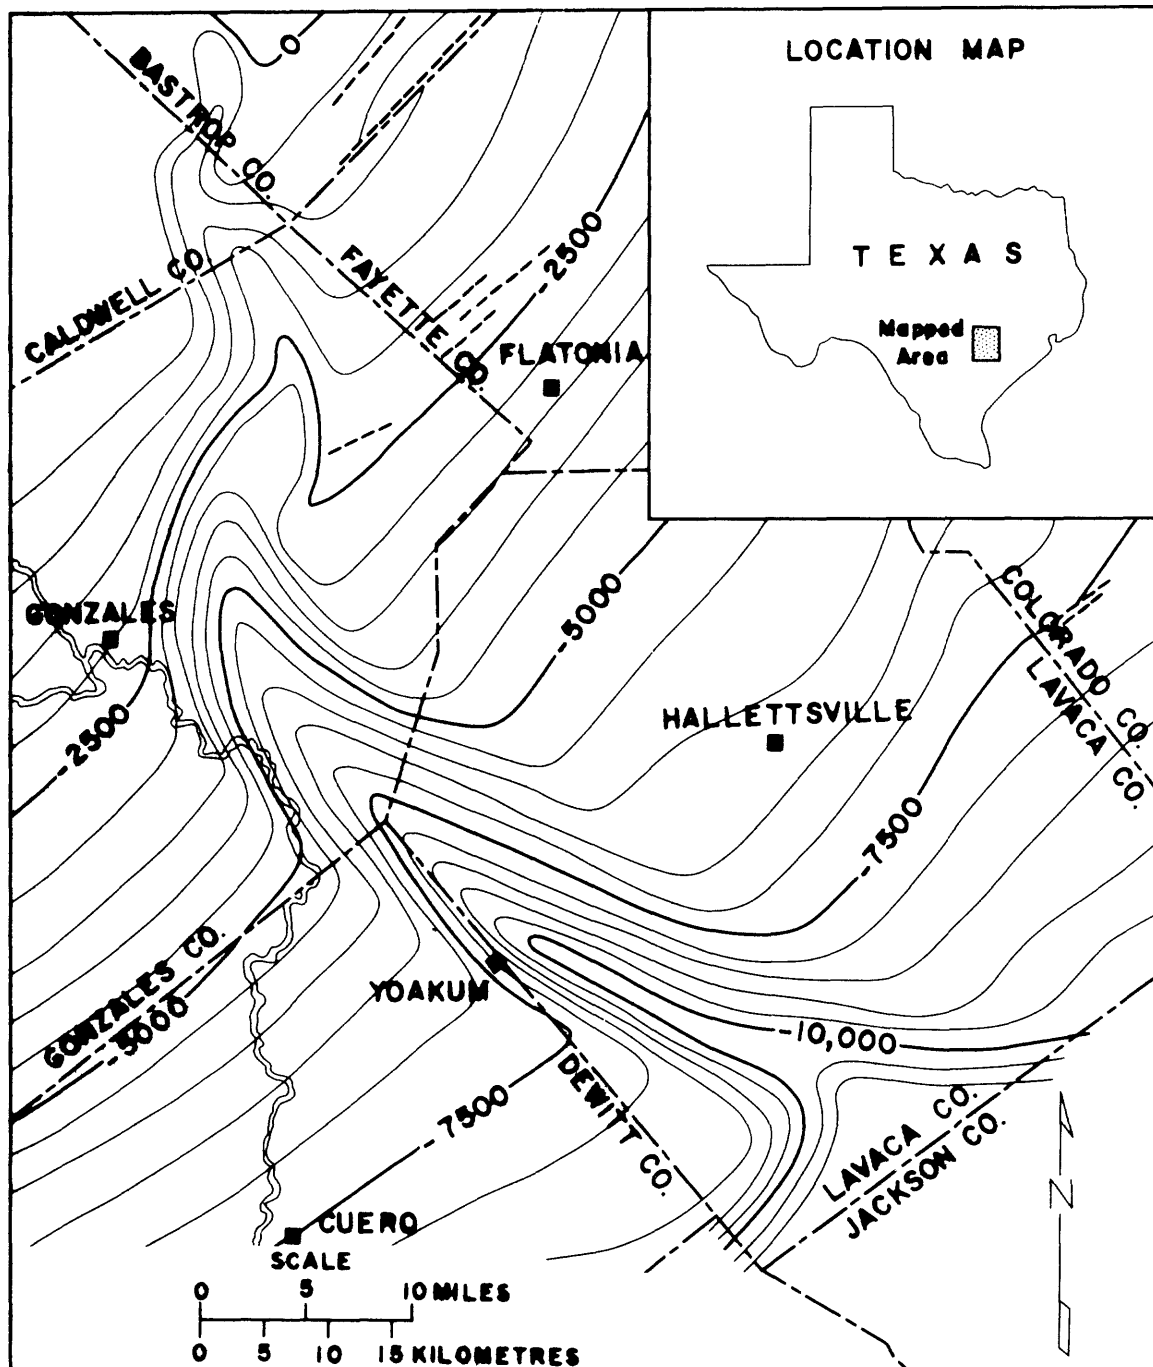 LOCATION MAP
TEXAS
Mapped
Area
0
BASTROP CO.
CALDWELL CO.
FAYETTE CO.
-2500
FLATONIA
GONZALES
-2500
-5000
COLORADO CO.
LAVACA CO.
HALLETTSVILLE
-7500
GONZALES CO.
-5000
YOAKUM
-10,000
DEWITT CO.
-7500
LAVACA CO.
JACKSON CO.
N
CUERO
SCALE
0 5 10 MILES
0 5 10 15 KILOMETRES